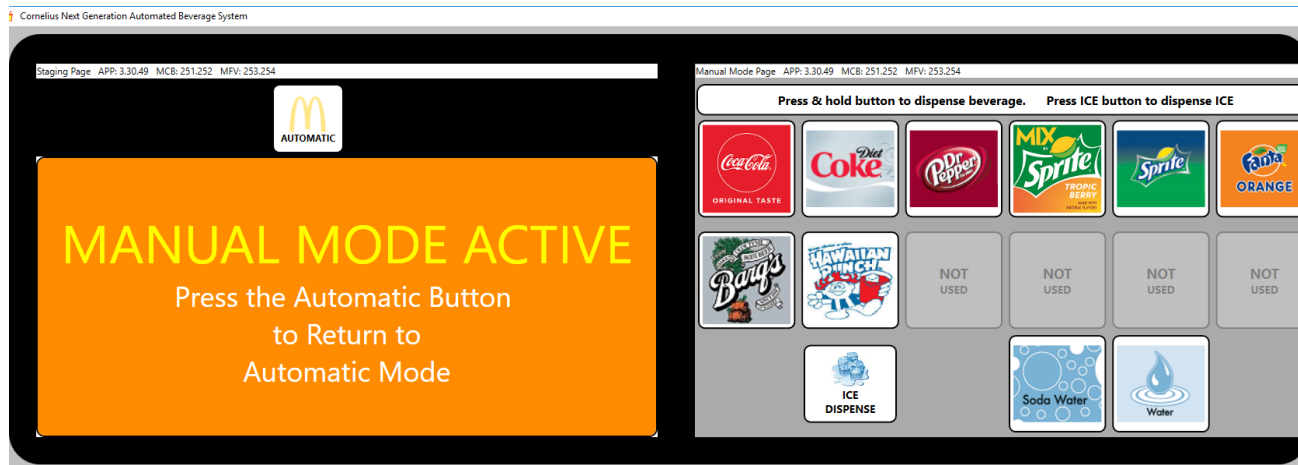 Cornelius Next Generation Automated Beverage System
Staging Page APP: 3.30.49 MCB: 251.252 MFV: 253.254
AUTOMATIC
MANUAL MODE ACTIVE
Press the Automatic Button
to Return to
Automatic Mode
Manual Mode Page APP: 3.30.49 MCB: 251.252 MFV: 253.254
Press & hold button to dispense beverage. Press ICE button to dispense ICE
Coca-Cola
ORIGINAL TASTE
Diet
Coke
Dr
Pepper
MIX
BY
Sprite
TROPIC
BERRY
Sprite
Fanta
ORANGE
Barq's
HAWAIIAN
PUNCH
NOT
USED
NOT
USED
NOT
USED
NOT
USED
ICE
DISPENSE
Soda Water
Water